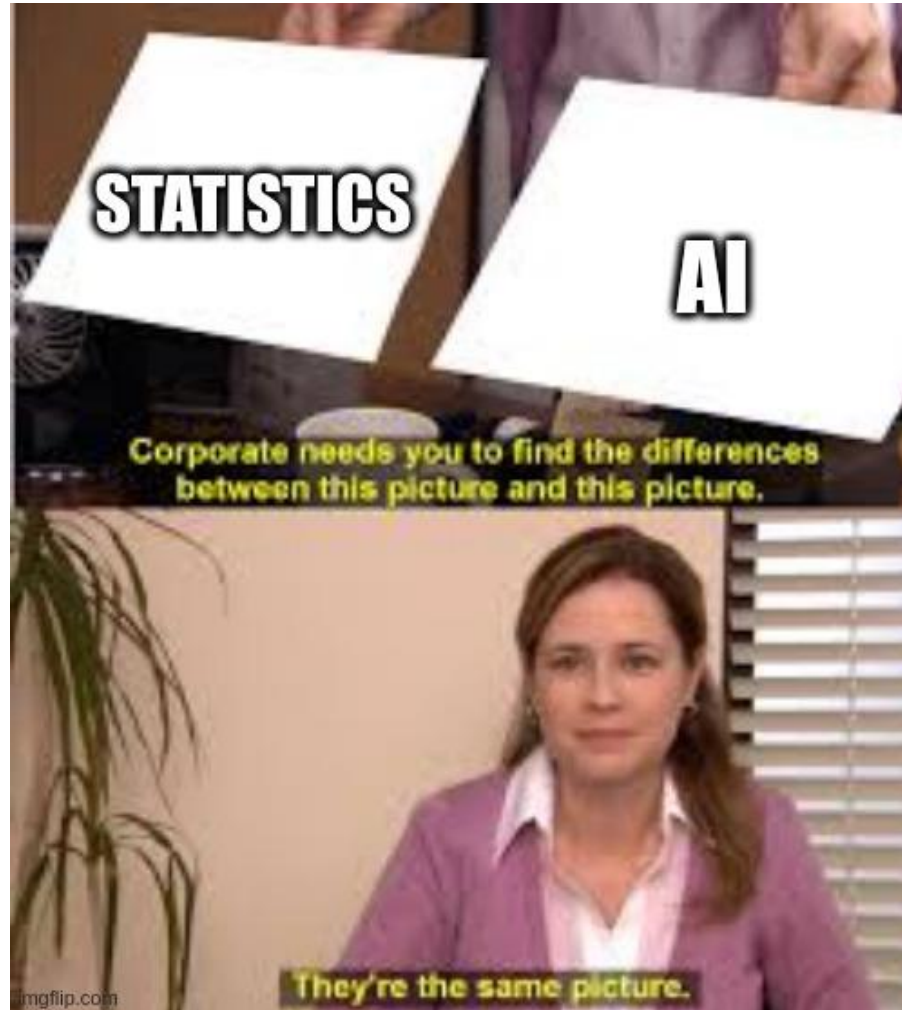 STATISTICS
AI
Corporate needs you to find the differences
between this picture and this picture.
They're the same picture.
imgflip.com